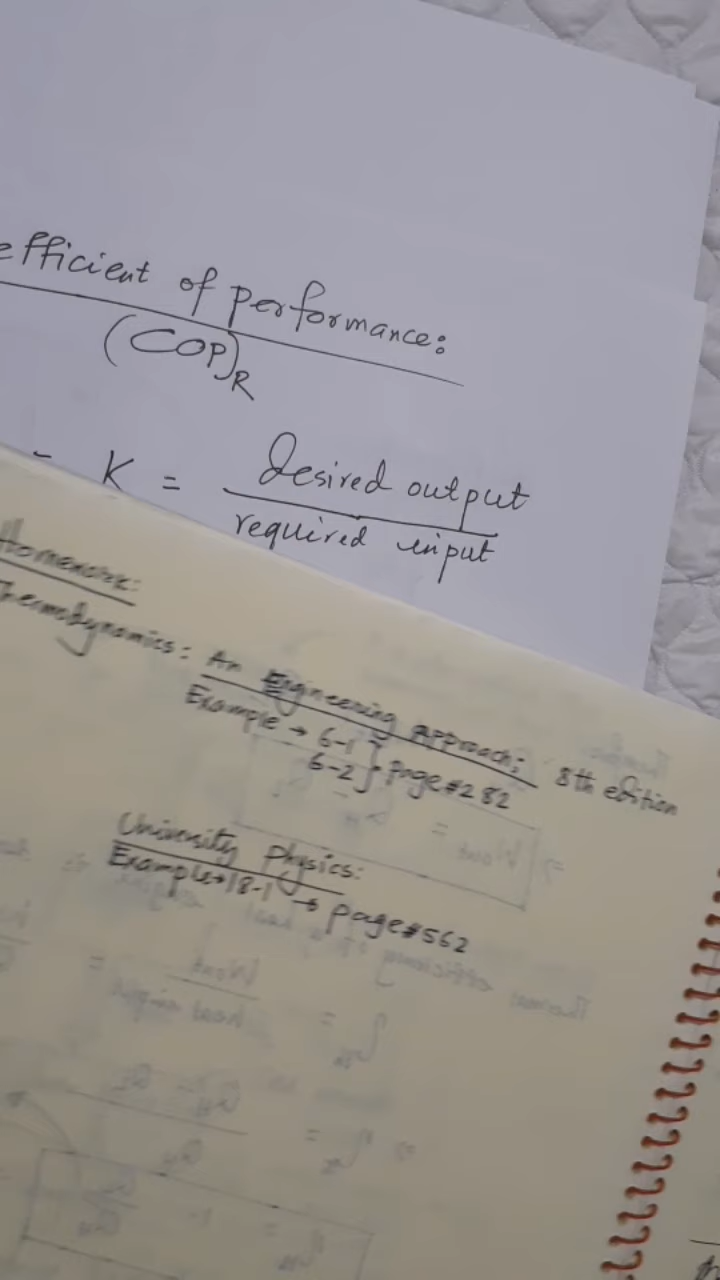 efficient of performance:
(COP)R
- K = desired output
required input
Homework:
Thermodynamics: An Engineering approach; 8th edition
Example → 6-1
6-2 } Page#282
University Physics:
Example→18-1 → page#562